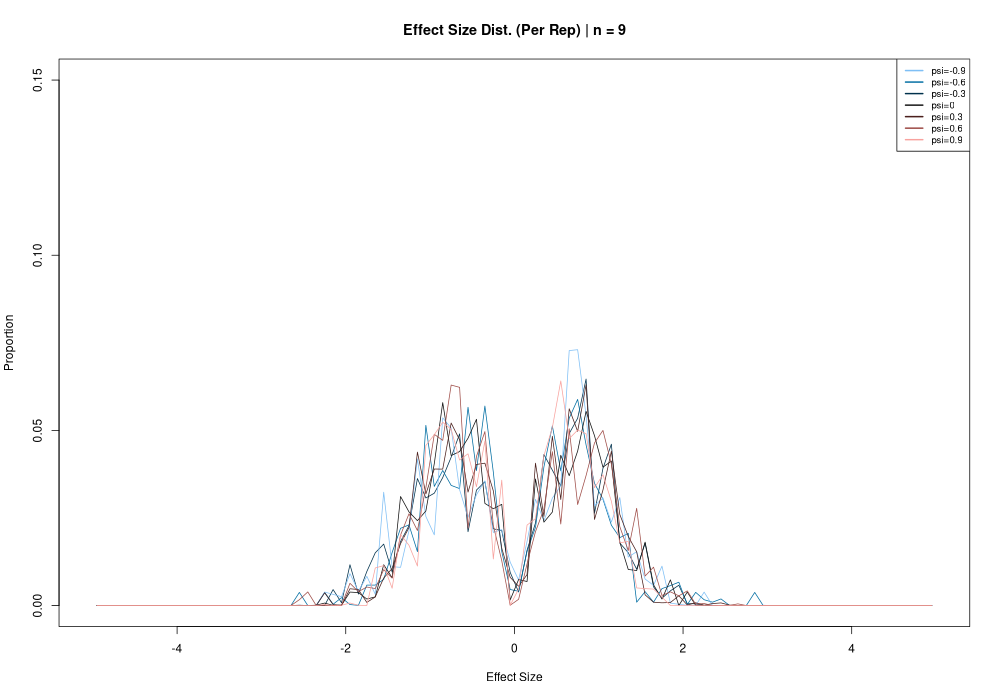 Effect Size Dist. (Per Rep) | n = 9
psi=-0.9
psi=-0.6
psi=-0.3
psi=0
psi=0.3
psi=0.6
psi=0.9
Proportion
0.15
0.10
0.05
0.00
-4 -2 0 2 4
Effect Size